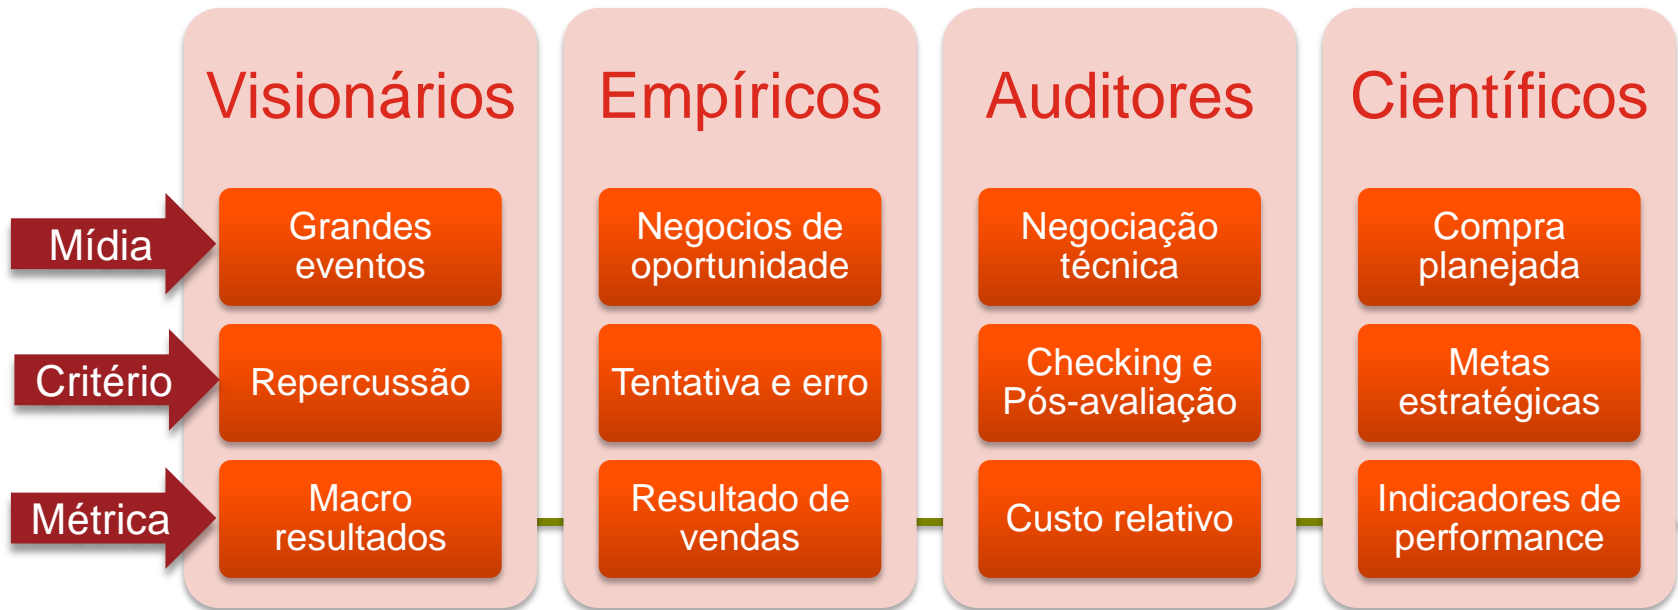 Visionários
Empíricos
Auditores
Científicos
Mídia
Grandes
eventos
Negocios de
oportunidade
Negociação
técnica
Compra
planejada
Critério
Repercussão
Tentativa e erro
Checking e
Pós-avaliação
Metas
estratégicas
Métrica
Macro
resultados
Resultado de
vendas
Custo relativo
Indicadores de
performance